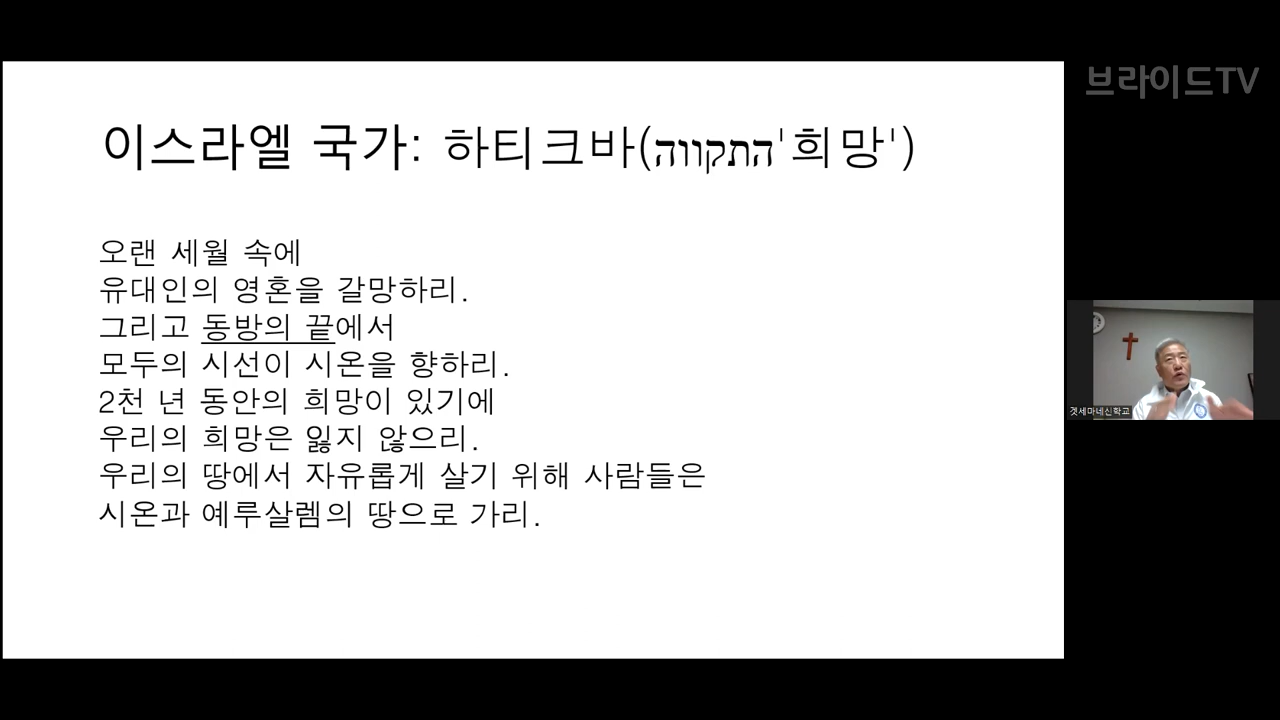 브라이드TV
이스라엘 국가: 하티크바(התקווה'희망')
오랜 세월 속에
유대인의 영혼을 갈망하리.
그리고 동방의 끝에서
모두의 시선이 시온을 향하리.
2천 년 동안의 희망이 있기에
우리의 희망은 잃지 않으리.
우리의 땅에서 자유롭게 살기 위해 사람들은
시온과 예루살렘의 땅으로 가리.
겟세마네신학교